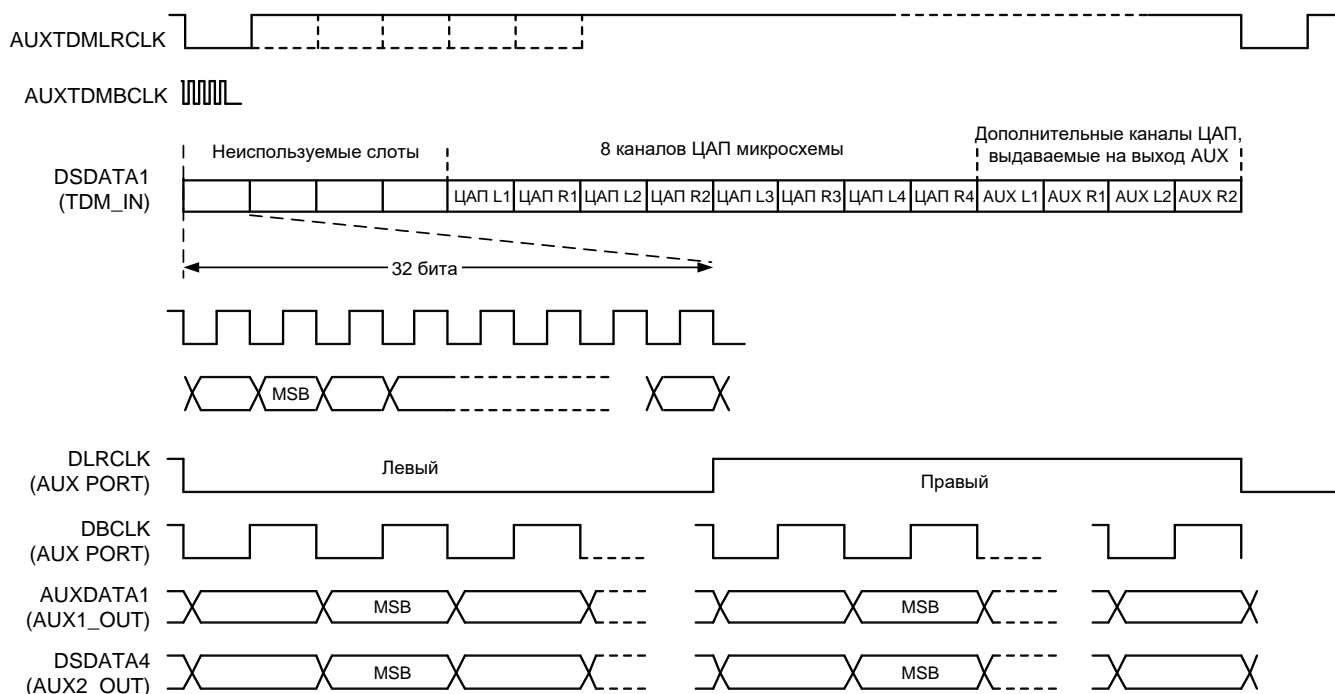 AUXTDMLRCLK
AUXTDMBCLK
Неиспользуемые слоты
8 каналов ЦАП микросхемы
Дополнительные каналы ЦАП,
выдаваемые на выход AUX
DSDATA1
(TDM_IN)
ЦАП L1 ЦАП R1 ЦАП L2 ЦАП R2 ЦАП L3 ЦАП R3 ЦАП L4 ЦАП R4 AUX L1 AUX R1 AUX L2 AUX R2
32 бита
MSB
DLRCLK
(AUX PORT)
Левый
Правый
DBCLK
(AUX PORT)
AUXDATA1
(AUX1_OUT)
MSB
MSB
DSDATA4
(AUX2_OUT)
MSB
MSB